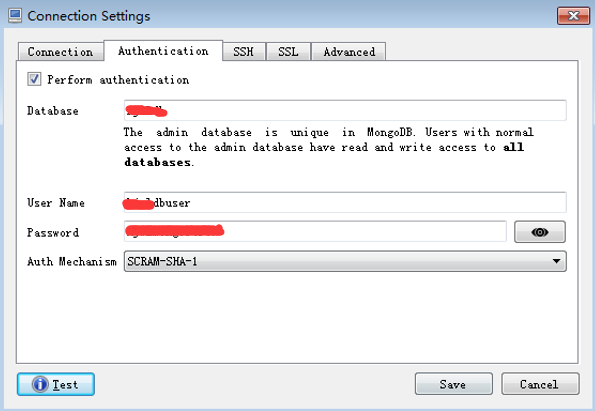 Connection Settings
Connection Authentication SSH SSL Advanced
Perform authentication
Database
The admin database is unique in MongoDB. Users with normal
access to the admin database have read and write access to all
databases.
User Name dbuser
Password
Auth Mechanism SCRAM-SHA-1
Test Save Cancel